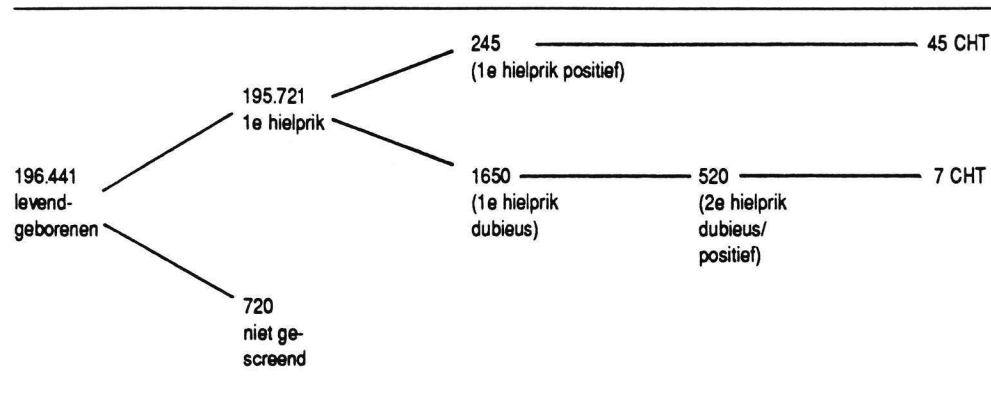 245
(1e hielprik positief)
45 CHT
195.721
1e hielprik
196.441
levend-
geborenen
1650
(1e hielprik
dubieus)
520
(2e hielprik
dubieus/
positief)
7 CHT
720
niet ge-
screend